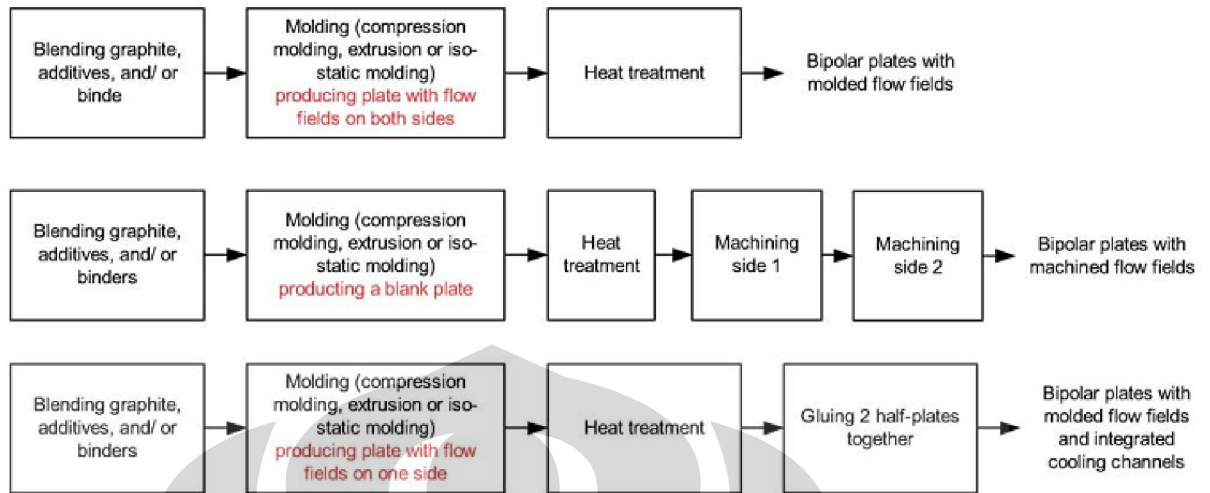 Blending graphite,
additives, and/ or
binde
Molding (compression
molding, extrusion or iso-
static molding)
producing plate with flow
fields on both sides
Heat treatment
Bipolar plates with
molded flow fields
Blending graphite,
additives, and/ or
binders
Molding (compression
molding, extrusion or iso-
static molding)
producting a blank plate
Heat
treatment
Machining
side 1
Machining
side 2
Bipolar plates with
machined flow fields
Blending graphite,
additives, and/ or
binders
Molding (compression
molding, extrusion or iso-
static molding)
producing plate with flow
fields on one side
Heat treatment
Gluing 2 half-plates
together
Bipolar plates with
molded flow fields
and integrated
cooling channels